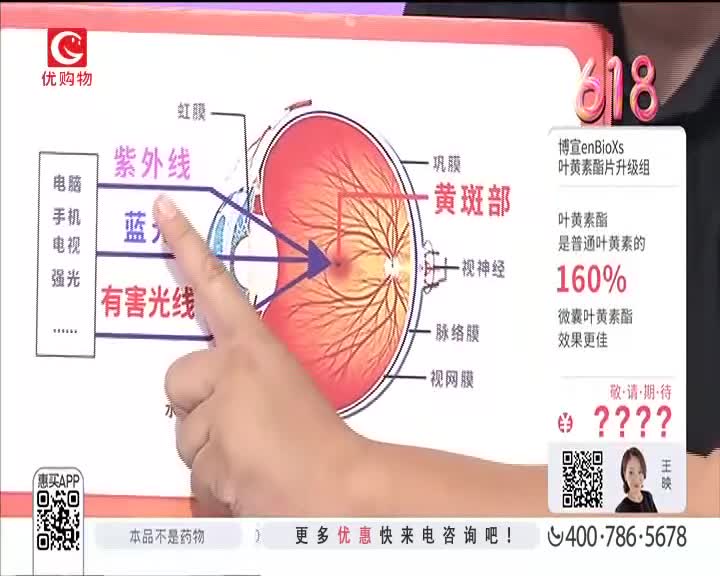 优购物
618
虹膜
紫外线
电脑
手机
电视
强光
……
蓝光
有害光线
巩膜
黄斑部
视神经
脉络膜
视网膜
博宣enBioXs
叶黄素酯片升级组
叶黄素酯
是普通叶黄素的
160%
微囊叶黄素酯
效果更佳
敬·请·期·待
¥ ????
王映
惠买APP
本品不是药物
更多优惠快来电咨询吧！
400-786-5678